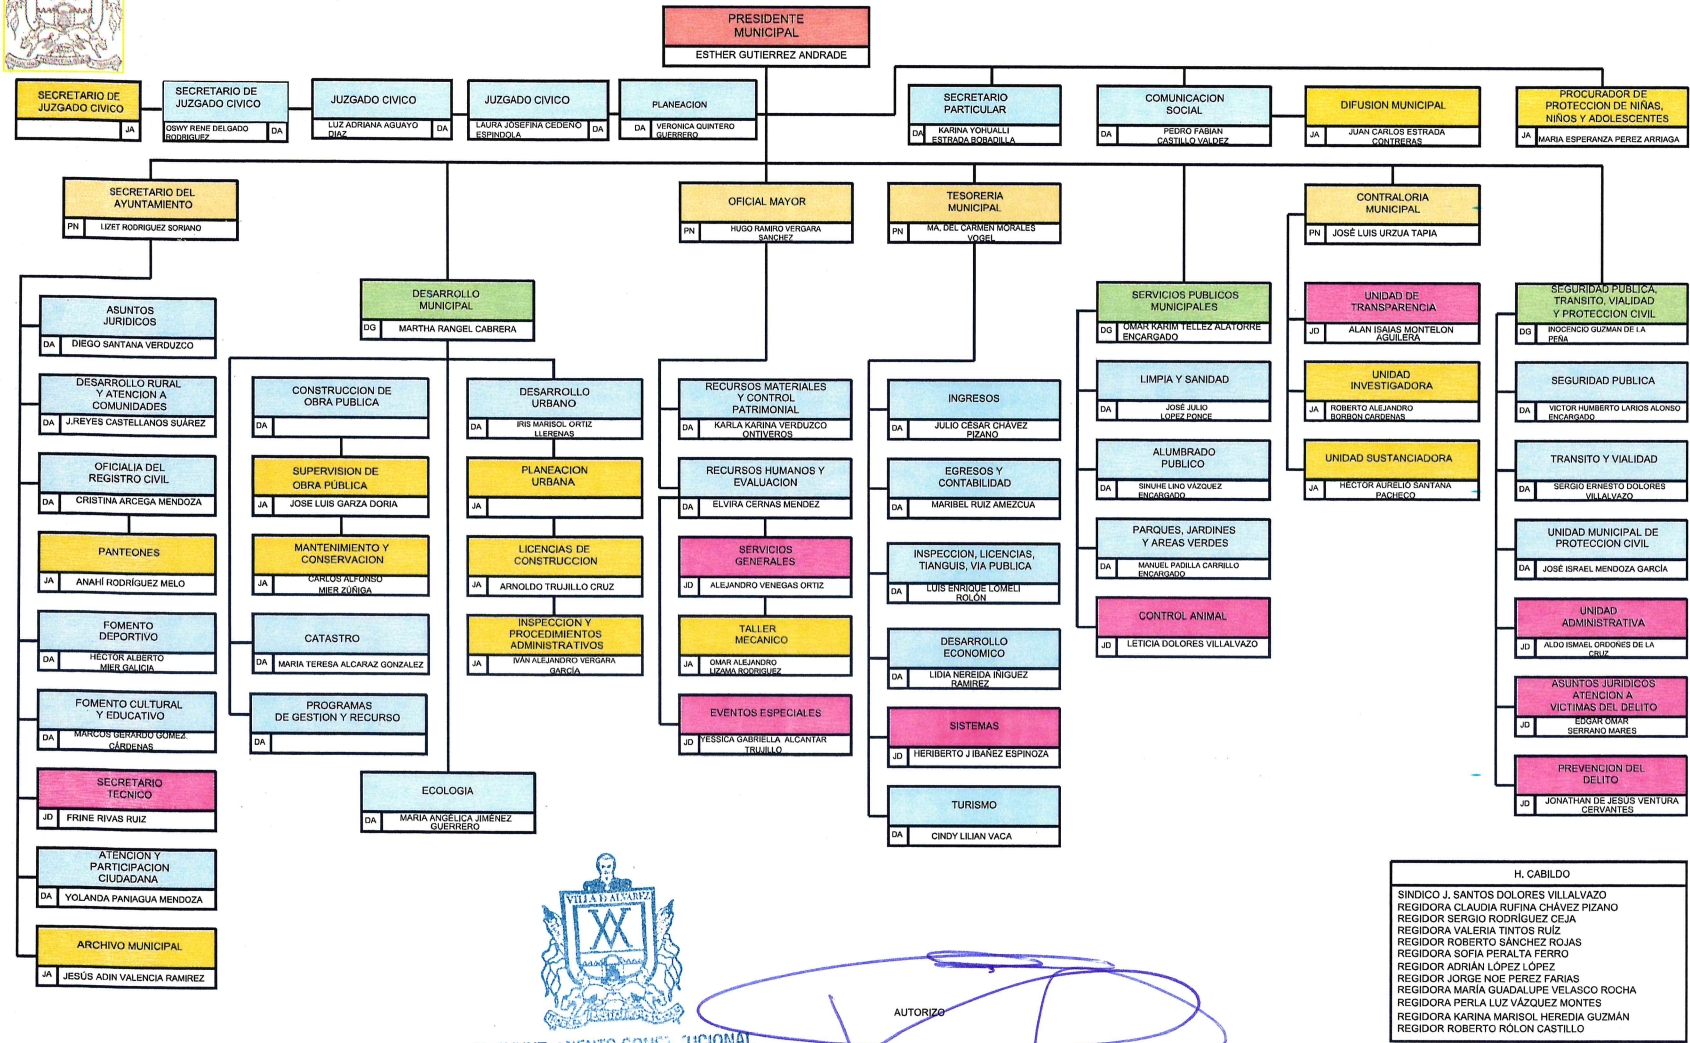 PRESIDENTE
MUNICIPAL
ESTHER GUTIERREZ ANDRADE
SECRETARIO DE
JUZGADO CIVICO
JA
SECRETARIO DE
JUZGADO CIVICO
OSWY RENE DELGADO
RODRIGUEZ
DA
JUZGADO CIVICO
LUZ ADRIANA AGUAYO
DIAZ
DA
JUZGADO CIVICO
LAURA JOSEFINA CEDEÑO
ESPINDOLA
DA
PLANEACION
DA
VERONICA QUINTERO
GUERRERO
SECRETARIO
PARTICULAR
DA
KARINA YOHUALLI
ESTRADA BOBADILLA
COMUNICACION
SOCIAL
DA
PEDRO FABIAN
CASTILLO VALDEZ
DIFUSION MUNICIPAL
JA
JUAN CARLOS ESTRADA
CONTRERAS
PROCURADOR DE
PROTECCION DE NIÑAS,
NIÑOS Y ADOLESCENTES
JA
MARIA ESPERANZA PEREZ ARRIAGA
SECRETARIO DEL
AYUNTAMIENTO
PN
LIZET RODRIGUEZ SORIANO
OFICIAL MAYOR
PN
HUGO RAMIRO VERGARA
SANCHEZ
TESORERIA
MUNICIPAL
PN
MA. DEL CARMEN MORALES
VOGEL
CONTRALORIA
MUNICIPAL
PN
JOSÉ LUIS URZUA TAPIA
DESARROLLO
MUNICIPAL
DG
MARTHA RANGEL CABRERA
SERVICIOS PUBLICOS
MUNICIPALES
DG
OMAR KARIM TELLEZ ALATORRE
ENCARGADO
SEGURIDAD PUBLICA,
TRANSITO, VIALIDAD
Y PROTECCION CIVIL
DG
INOCENCIO GUZMAN DE LA
PEÑA
ASUNTOS
JURIDICOS
DA
DIEGO SANTANA VERDUZCO
DESARROLLO RURAL
Y ATENCION A
COMUNIDADES
DA
J.REYES CASTELLANOS SUÁREZ
OFICIALIA DEL
REGISTRO CIVIL
DA
CRISTINA ARCEGA MENDOZA
PANTEONES
JA
ANAHÍ RODRÍGUEZ MELO
FOMENTO
DEPORTIVO
DA
HÉCTOR ALBERTO
MIER GALICIA
FOMENTO CULTURAL
Y EDUCATIVO
DA
MARCOS GERARDO GÓMEZ
CÁRDENAS
SECRETARIO
TECNICO
JD
FRINE RIVAS RUIZ
ATENCION Y
PARTICIPACION
CIUDADANA
DA
YOLANDA PANIAGUA MENDOZA
ARCHIVO MUNICIPAL
JA
JESÚS ADIN VALENCIA RAMIREZ
CONSTRUCCION DE
OBRA PUBLICA
DA
SUPERVISION DE
OBRA PÚBLICA
JA
JOSE LUIS GARZA DORIA
MANTENIMIENTO Y
CONSERVACION
JA
CARLOS ALFONSO
MIER ZÚÑIGA
CATASTRO
DA
MARIA TERESA ALCARAZ GONZALEZ
PROGRAMAS
DE GESTION Y RECURSO
DA
ECOLOGIA
DA
MARIA ANGÉLICA JIMÉNEZ
GUERRERO
DESARROLLO
URBANO
DA
IRIS MARISOL ORTIZ
LLERENAS
PLANEACION
URBANA
JA
LICENCIAS DE
CONSTRUCCION
JA
ARNOLDO TRUJILLO CRUZ
INSPECCION Y
PROCEDIMIENTOS
ADMINISTRATIVOS
JA
IVÁN ALEJANDRO VERGARA
GARCÍA
RECURSOS MATERIALES
Y CONTROL
PATRIMONIAL
DA
KARLA KARINA VERDUZCO
ONTIVEROS
RECURSOS HUMANOS Y
EVALUACION
DA
ELVIRA CERNAS MENDEZ
SERVICIOS
GENERALES
JD
ALEJANDRO VENEGAS ORTIZ
TALLER
MECANICO
JA
OMAR ALEJANDRO
LIZAMA RODRIGUEZ
EVENTOS ESPECIALES
JD
YESSICA GABRIELLA ALCANTAR
TRUJILLO
INGRESOS
DA
JULIO CÉSAR CHÁVEZ
PIZANO
EGRESOS Y
CONTABILIDAD
DA
MARIBEL RUIZ AMEZCUA
INSPECCION, LICENCIAS,
TIANGUIS, VIA PUBLICA
DA
LUIS ENRIQUE LOMELI
ROLÓN
DESARROLLO
ECONOMICO
DA
LIDIA NEREIDA IÑIGUEZ
RAMIREZ
SISTEMAS
JD
HERIBERTO J IBAÑEZ ESPINOZA
TURISMO
DA
CINDY LILIAN VACA
LIMPIA Y SANIDAD
DA
JOSÉ JULIO
LOPEZ PONCE
ALUMBRADO
PUBLICO
DA
SINUHE LINO VÁZQUEZ
ENCARGADO
PARQUES, JARDINES
Y AREAS VERDES
DA
MANUEL PADILLA CARRILLO
ENCARGADO
CONTROL ANIMAL
JD
LETICIA DOLORES VILLALVAZO
UNIDAD DE
TRANSPARENCIA
JD
ALAN ISAIAS MONTELON
AGUILERA
UNIDAD
INVESTIGADORA
JA
ROBERTO ALEJANDRO
BORBON CARDENAS
UNIDAD SUSTANCIADORA
JA
HÉCTOR AURELIO SANTANA
PACHECO
SEGURIDAD PUBLICA
DA
VICTOR HUMBERTO LARIOS ALONSO
ENCARGADO
TRANSITO Y VIALIDAD
DA
SERGIO ERNESTO DOLORES
VILLALVAZO
UNIDAD MUNICIPAL DE
PROTECCION CIVIL
DA
JOSÉ ISRAEL MENDOZA GARCÍA
UNIDAD
ADMINISTRATIVA
JD
ALDO ISMAEL ORDOÑES DE LA
CRUZ
ASUNTOS JURIDICOS
ATENCION A
VICTIMAS DEL DELITO
JD
EDGAR OMAR
SERRANO MARES
PREVENCION DEL
DELITO
JD
JONATHAN DE JESÚS VENTURA
CERVANTES
VILLA D ALVAREZ
AUTORIZO
H. CABILDO
SINDICO J. SANTOS DOLORES VILLALVAZO
REGIDORA CLAUDIA RUFINA CHÁVEZ PIZANO
REGIDOR SERGIO RODRÍGUEZ CEJA
REGIDORA VALERIA TINTOS RUÍZ
REGIDOR ROBERTO SÁNCHEZ ROJAS
REGIDORA SOFIA PERALTA FERRO
REGIDOR ADRIÁN LÓPEZ LÓPEZ
REGIDOR JORGE NOE PEREZ FARIAS
REGIDORA MARÍA GUADALUPE VELASCO ROCHA
REGIDORA PERLA LUZ VÁZQUEZ MONTES
REGIDORA KARINA MARISOL HEREDIA GUZMÁN
REGIDOR ROBERTO RÓLON CASTILLO